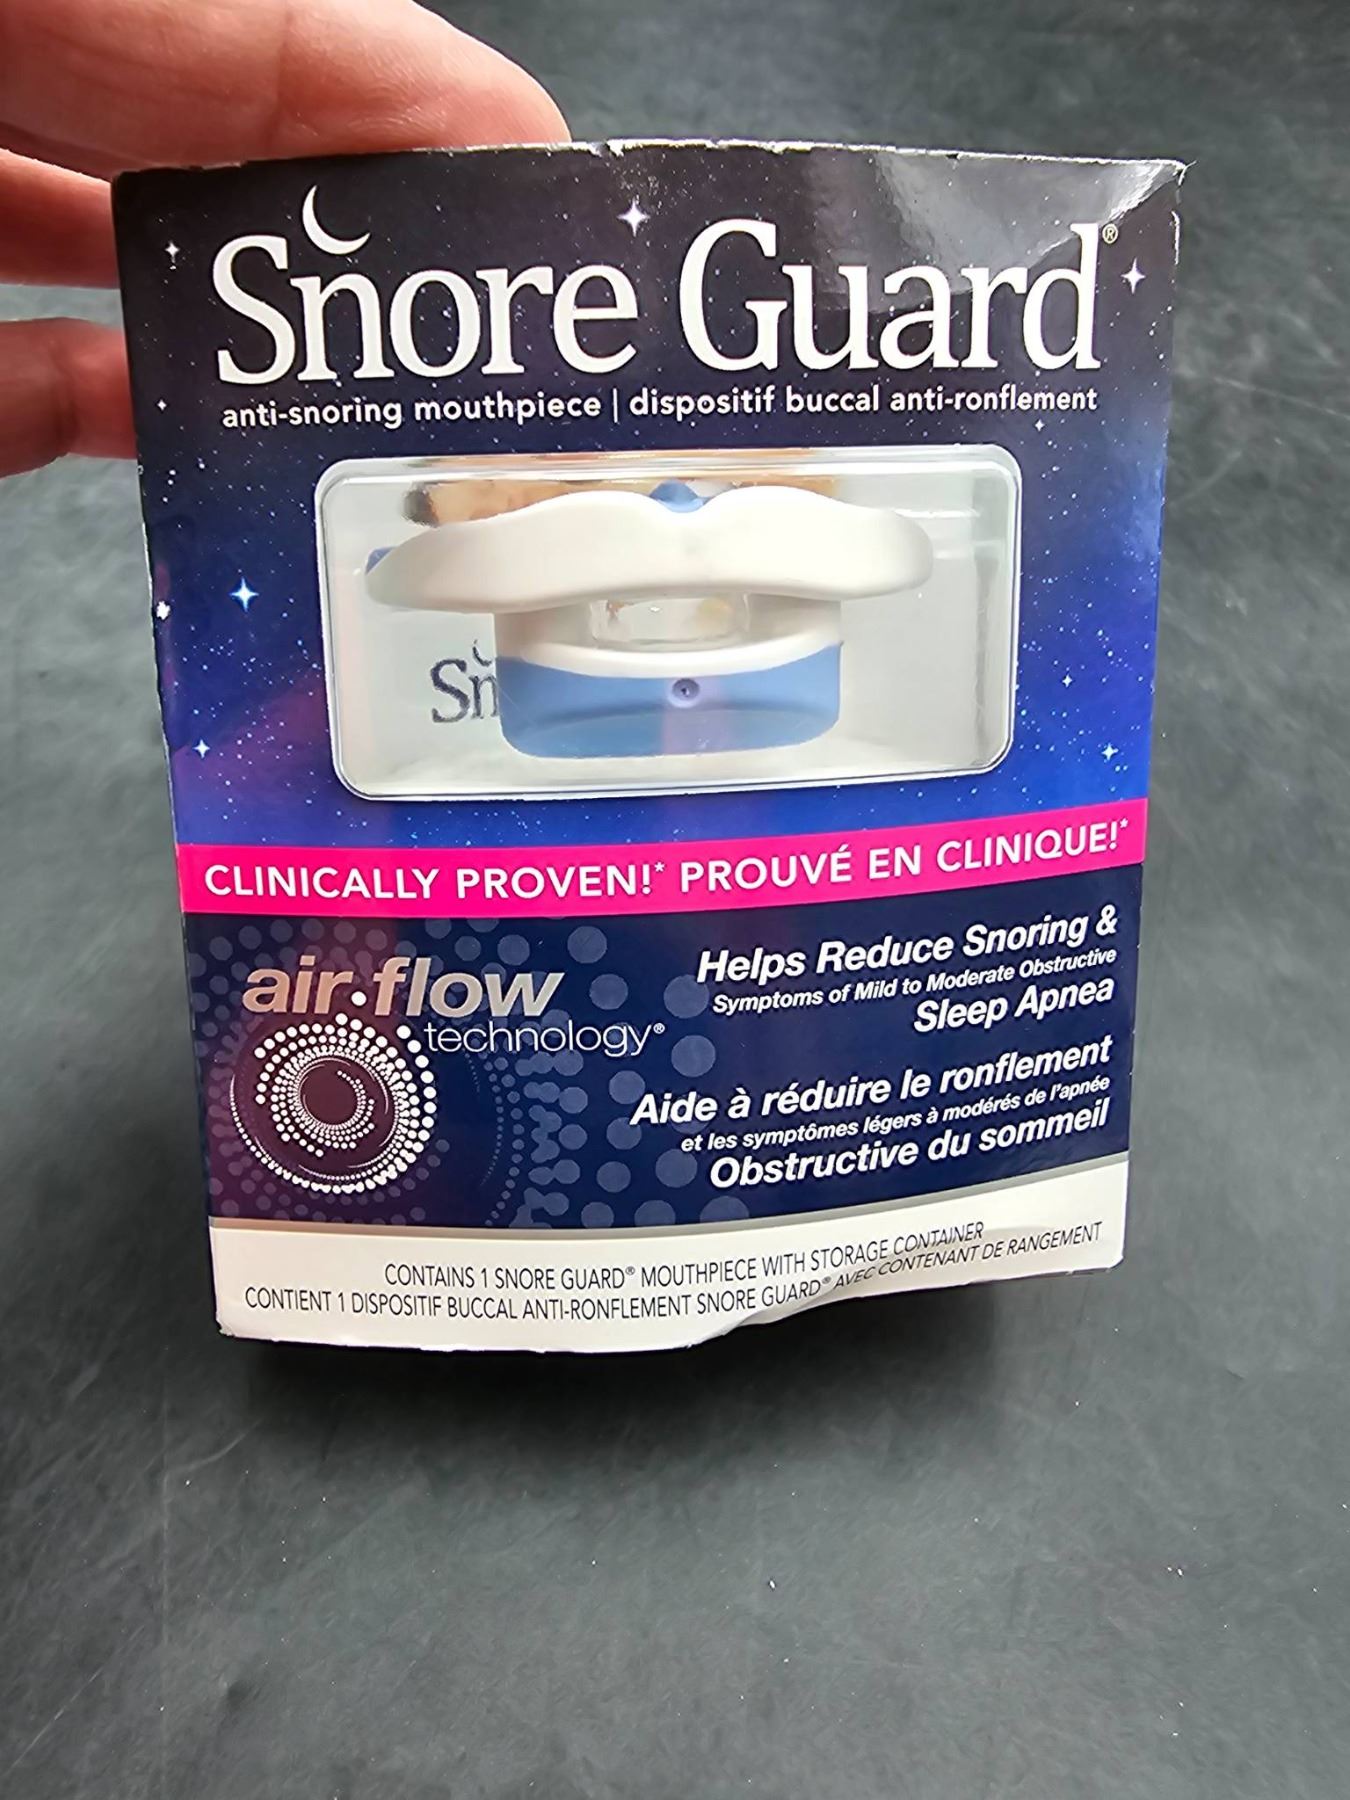 Snore Guard®
anti-snoring mouthpiece | dispositif buccal anti-ronflement
Sn
CLINICALLY PROVEN!* PROUVÉ EN CLINIQUE!*
air.flow
technology®
Helps Reduce Snoring &
Symptoms of Mild to Moderate Obstructive
Sleep Apnea
Aide à réduire le ronflement
et les symptômes légers à modérés de l'apnée
Obstructive du sommeil
CONTAINS 1 SNORE GUARD® MOUTHPIECE WITH STORAGE CONTAINER
CONTIENT 1 DISPOSITIF BUCCAL ANTI-RONFLEMENT SNORE GUARD® AVEC CONTENANT DE RANGEMENT